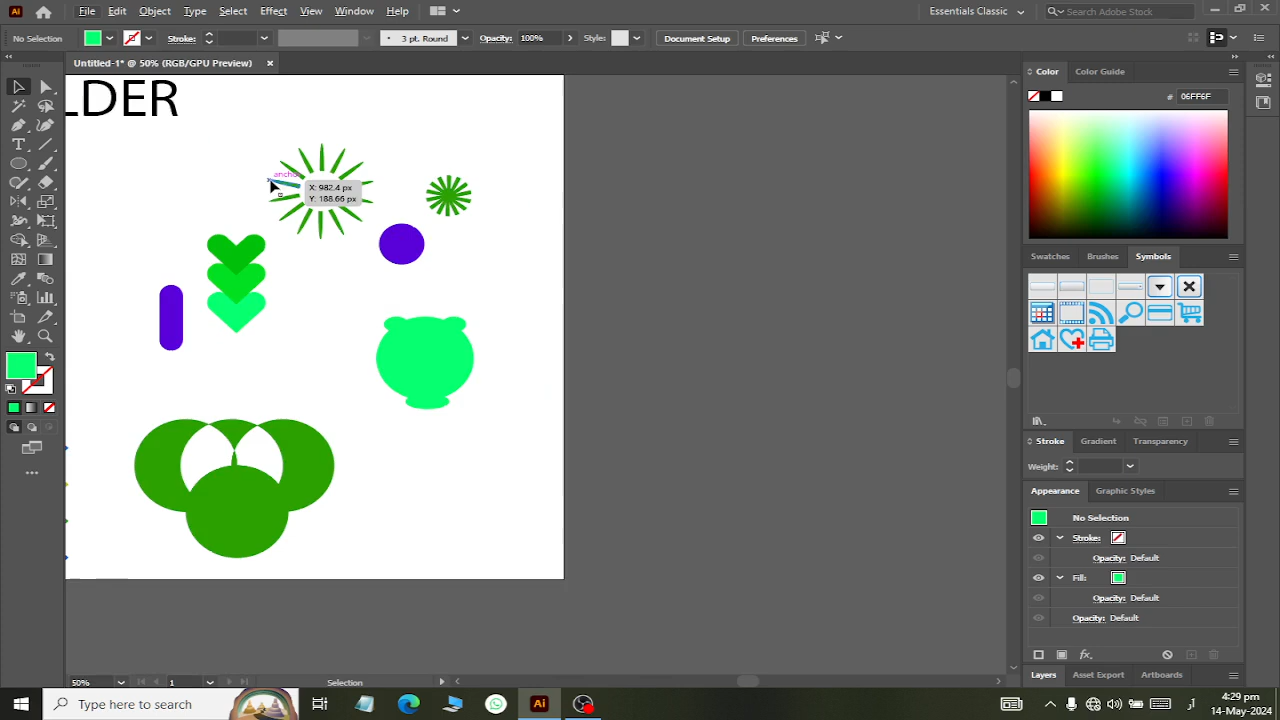 Ai File Edit Object Type Select Effect View Window Help Essentials Classic Search Adobe Stock
No Selection Stroke: 3 pt. Round Opacity: 100% Style: Document Setup Preferences
Untitled-1* @ 50% (RGB/GPU Preview)
LDER
anchor
X: 982.4 px
Y: 188.66 px
Color Color Guide
# 06FF6F
Swatches Brushes Symbols
Stroke Gradient Transparency
Weight:
Appearance Graphic Styles
No Selection
Stroke:
Opacity: Default
Fill:
Opacity: Default
Opacity: Default
fx
Layers Asset Export Artboards
50% 1 Selection
Type here to search
Ai
4:29 pm
14-May-2024